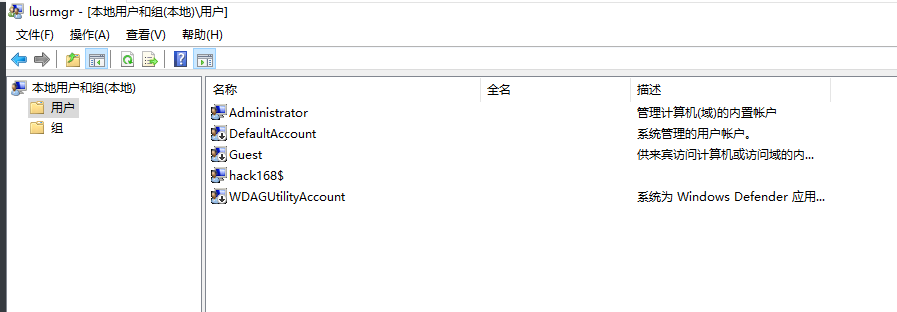 lusrmgr - [本地用户和组(本地)\用户]
文件(F) 操作(A) 查看(V) 帮助(H)
本地用户和组(本地)
用户
组
名称 全名 描述
Administrator 管理计算机(域)的内置帐户
DefaultAccount 系统管理的用户帐户。
Guest 供来宾访问计算机或访问域的内...
hack168$
WDAGUtilityAccount 系统为 Windows Defender 应用...